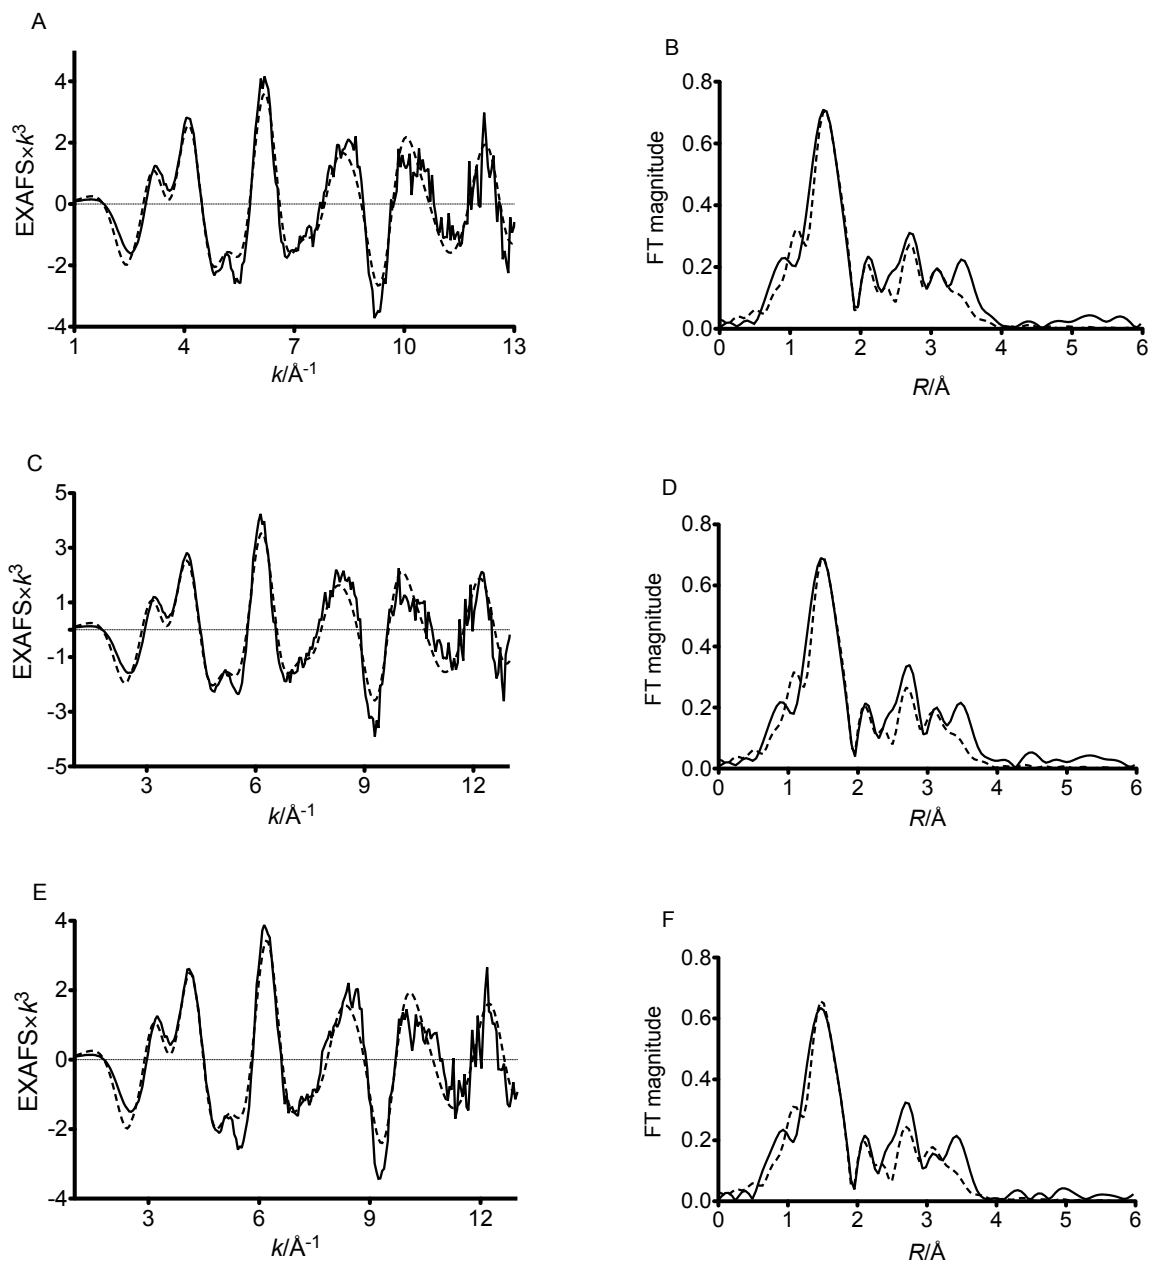 A
EXAFS×k³
4
2
0
-2
-4
1 4 7 10 13
k/Å⁻¹
B
FT magnitude
0.8
0.6
0.4
0.2
0.0
0 1 2 3 4 5 6
R/Å
C
EXAFS×k³
5
3
1
-1
-3
-5
3 6 9 12
k/Å⁻¹
D
FT magnitude
0.8
0.6
0.4
0.2
0.0
0 1 2 3 4 5 6
R/Å
E
EXAFS×k³
4
2
0
-2
-4
3 6 9 12
k/Å⁻¹
F
FT magnitude
0.8
0.6
0.4
0.2
0.0
0 1 2 3 4 5 6
R/Å